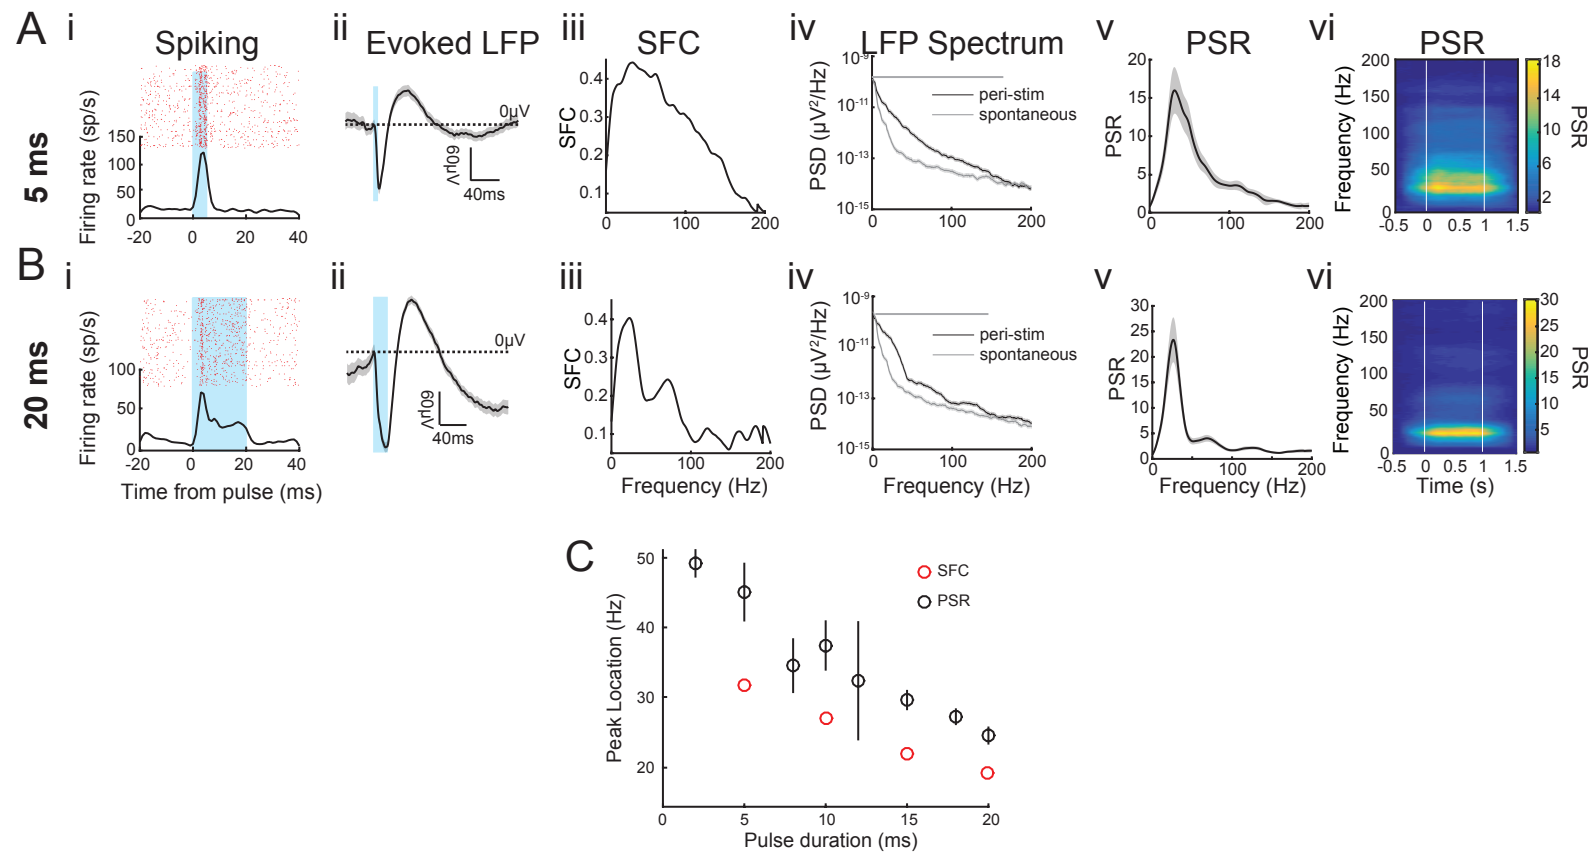 A i ii iii iv v vi
Spiking Evoked LFP SFC LFP Spectrum PSR PSR
5 ms
Firing rate (sp/s)
150
100
50
0
-20 0 20 40
0µV
60µV
40ms
SFC
0.4
0.3
0.2
0.1
0 100 200
PSD (µV²/Hz)
10⁻⁹
10⁻¹¹
10⁻¹³
10⁻¹⁵
peri-stim
spontaneous
0 100 200
PSR
20
15
10
5
0
0 100 200
Frequency (Hz)
200
150
100
50
0
-0.5 0 0.5 1 1.5
18
14
10
6
2
PSR
B i ii iii iv v vi
20 ms
Firing rate (sp/s)
100
50
0
-20 0 20 40
Time from pulse (ms)
0µV
60µV
40ms
SFC
0.4
0.3
0.2
0.1
0 100 200
Frequency (Hz)
PSD (µV²/Hz)
10⁻⁹
10⁻¹¹
10⁻¹³
10⁻¹⁵
peri-stim
spontaneous
0 100 200
Frequency (Hz)
PSR
30
25
20
15
10
5
0
0 100 200
Frequency (Hz)
Frequency (Hz)
200
150
100
50
0
-0.5 0 0.5 1 1.5
Time (s)
30
25
20
15
10
5
PSR
C
Peak Location (Hz)
50
40
30
20
SFC
PSR
0 5 10 15 20
Pulse duration (ms)